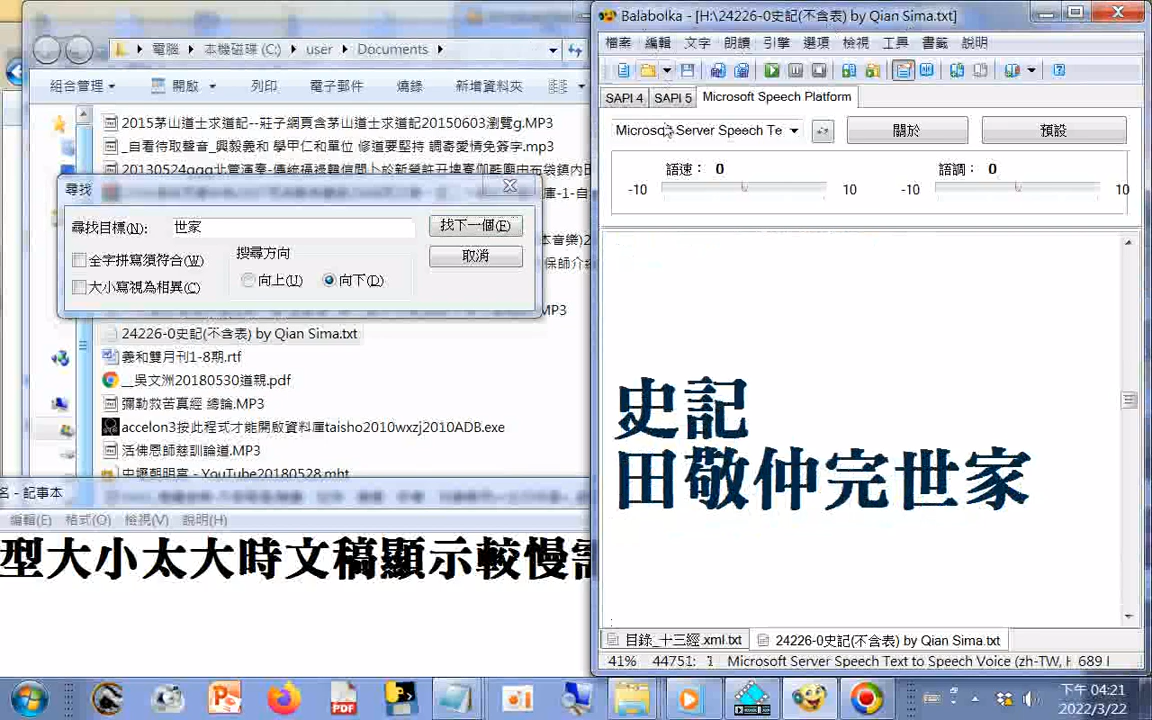 電腦 本機磁碟 (C:) user Documents
組合管理 開啟 列印 電子郵件 燒錄 新增資料夾
2015茅山道士求道記--莊子網頁含茅山道士求道記20150603瀏覽g.MP3
_自看待取聲音_興毅義和 學甲仁和單位 修道要堅持 調寄愛情免簽字.mp3
尋找
尋找目標(N): 世家 找下一個(F)
全字拼寫須符合(W) 搜尋方向 取消
大小寫視為相異(C) 向上(U) 向下(D)
24226-0史記(不含表) by Qian Sima.txt
義和雙月刊1-8期.rtf
__吳文洲20180530道親.pdf
彌勒救苦真經 總論.MP3
accelon3按此程式才能開啟資料庫taisho2010wxzj2010ADB.exe
活佛恩師慈訓論道.MP3
名 - 記事本
編輯(E) 格式(O) 檢視(V) 說明(H)
型大小太大時文稿顯示較慢需
Balabolka - [H:\24226-0史記(不含表) by Qian Sima.txt]
檔案 編輯 文字 朗讀 引擎 選項 檢視 工具 書籤 說明
SAPI 4 SAPI 5 Microsoft Speech Platform
Microsoft Server Speech Te 關於 預設
語速： 0 語調： 0
-10 10 -10 10
史記
田敬仲完世家
目錄_十三經.xml.txt 24226-0史記(不含表) by Qian Sima.txt
41% 44751: 1 Microsoft Server Speech Text to Speech Voice (zh-TW, H 689 l
下午 04:21
2022/3/22